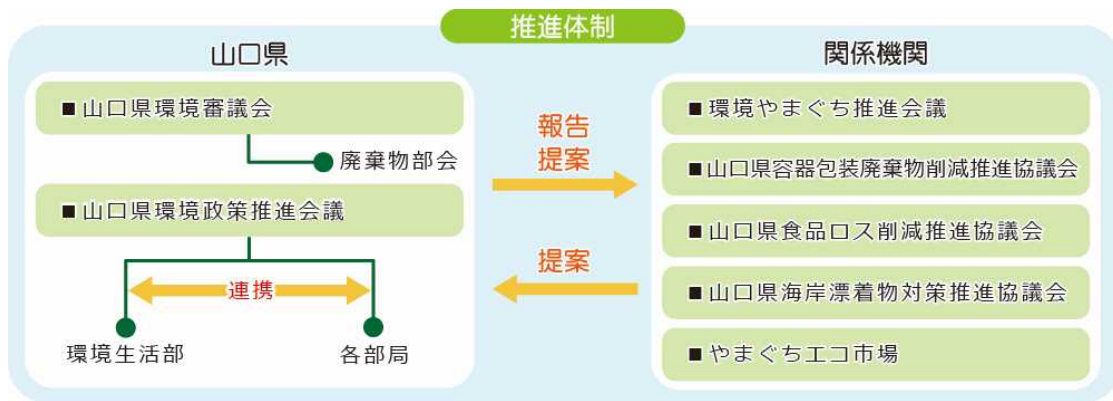 推進体制
山口県
■山口県環境審議会
廃棄物部会
■山口県環境政策推進会議
連携
環境生活部
各部局
報告
提案
提案
関係機関
■環境やまぐち推進会議
■山口県容器包装廃棄物削減推進協議会
■山口県食品ロス削減推進協議会
■山口県海岸漂着物対策推進協議会
■やまぐちエコ市場